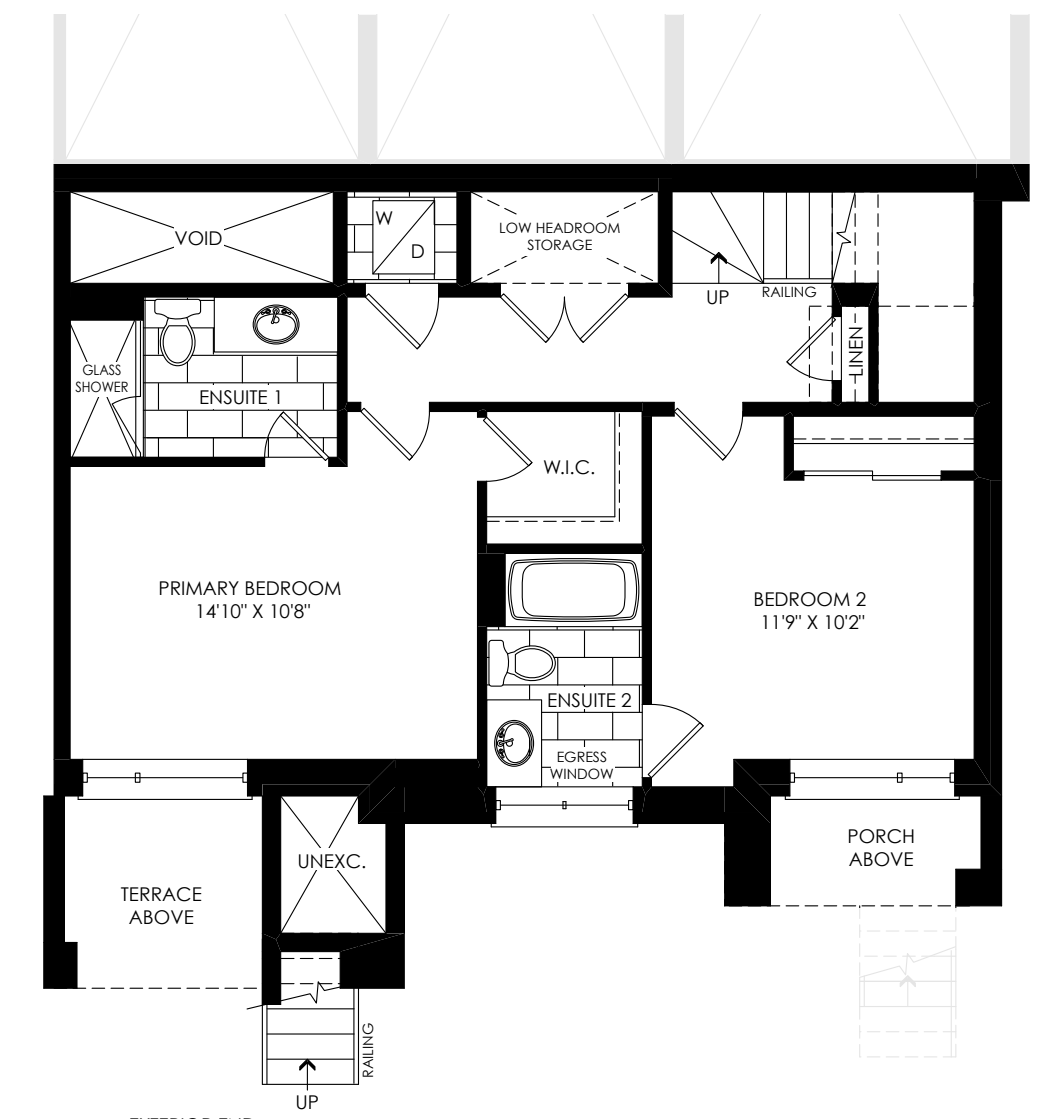 VOID
W
D
LOW HEADROOM
STORAGE
UP
RAILING
LINEN
GLASS
SHOWER
ENSUITE 1
W.I.C.
PRIMARY BEDROOM
14'10" X 10'8"
BEDROOM 2
11'9" X 10'2"
ENSUITE 2
EGRESS
WINDOW
PORCH
ABOVE
UNEXC.
TERRACE
ABOVE
RAILING
UP